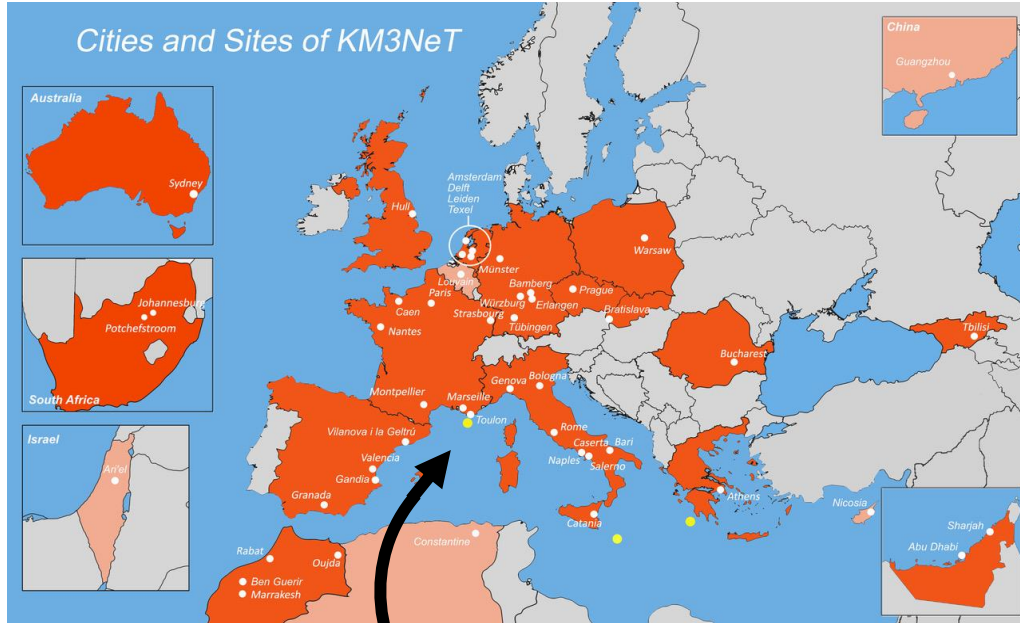 Cities and Sites of KM3NeT
China
Guangzhou
Australia
Sydney
Amsterdam
Delft
Leiden
Texel
Hull
Warsaw
Münster
Louvain
Paris
Bamberg
Prague
Würzburg
Erlangen
Caen
Strasbourg
Bratislava
Tübingen
Nantes
Johannesburg
Potchefstroom
South Africa
Tbilisi
Bucharest
Genova
Bologna
Montpellier
Marseille
Toulon
Vilanova i la Geltrú
Rome
Caserta
Bari
Naples
Salerno
Valencia
Gandia
Granada
Athens
Catania
Israel
Ari'el
Nicosia
Sharjah
Abu Dhabi
Constantine
Rabat
Oujda
Ben Guerir
Marrakesh